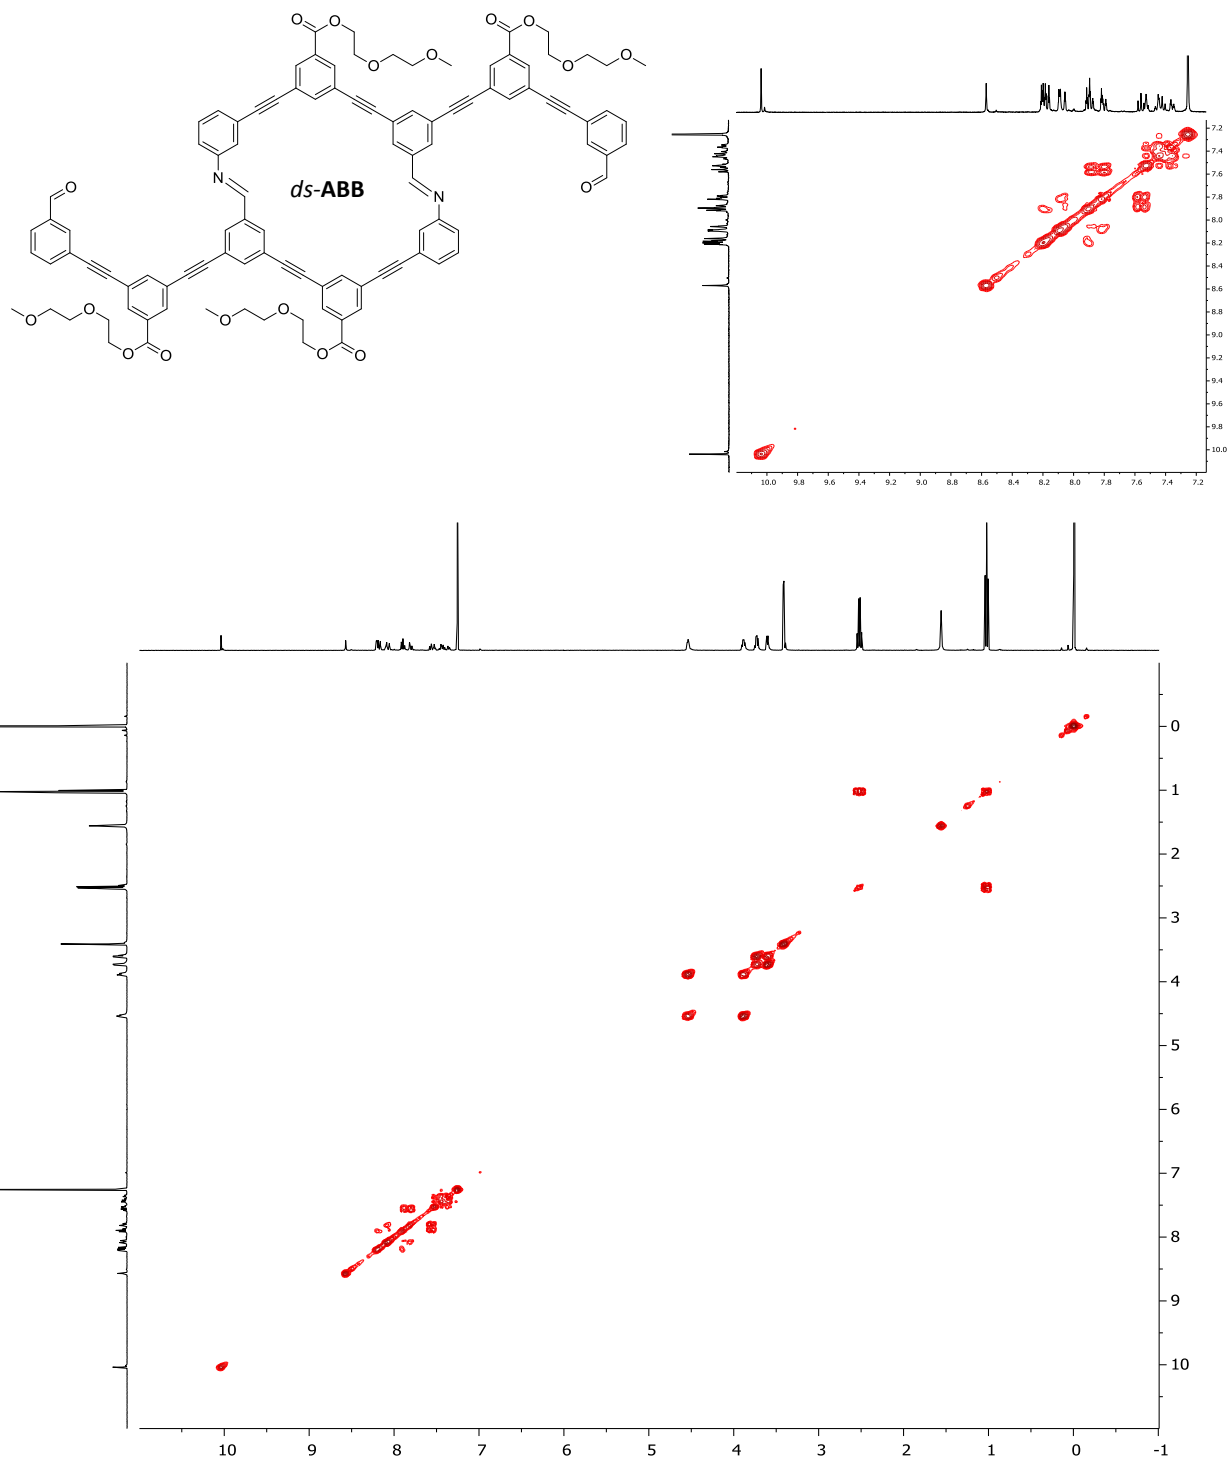 O O O O
O O O O
N N
O O
ds-ABB
O O
O O O O
O O O O
7.2
7.4
7.6
7.8
8.0
8.2
8.4
8.6
8.8
9.0
9.2
9.4
9.6
9.8
10.0
10.0 9.8 9.6 9.4 9.2 9.0 8.8 8.6 8.4 8.2 8.0 7.8 7.6 7.4 7.2
0
1
2
3
4
5
6
7
8
9
10
10 9 8 7 6 5 4 3 2 1 0 -1